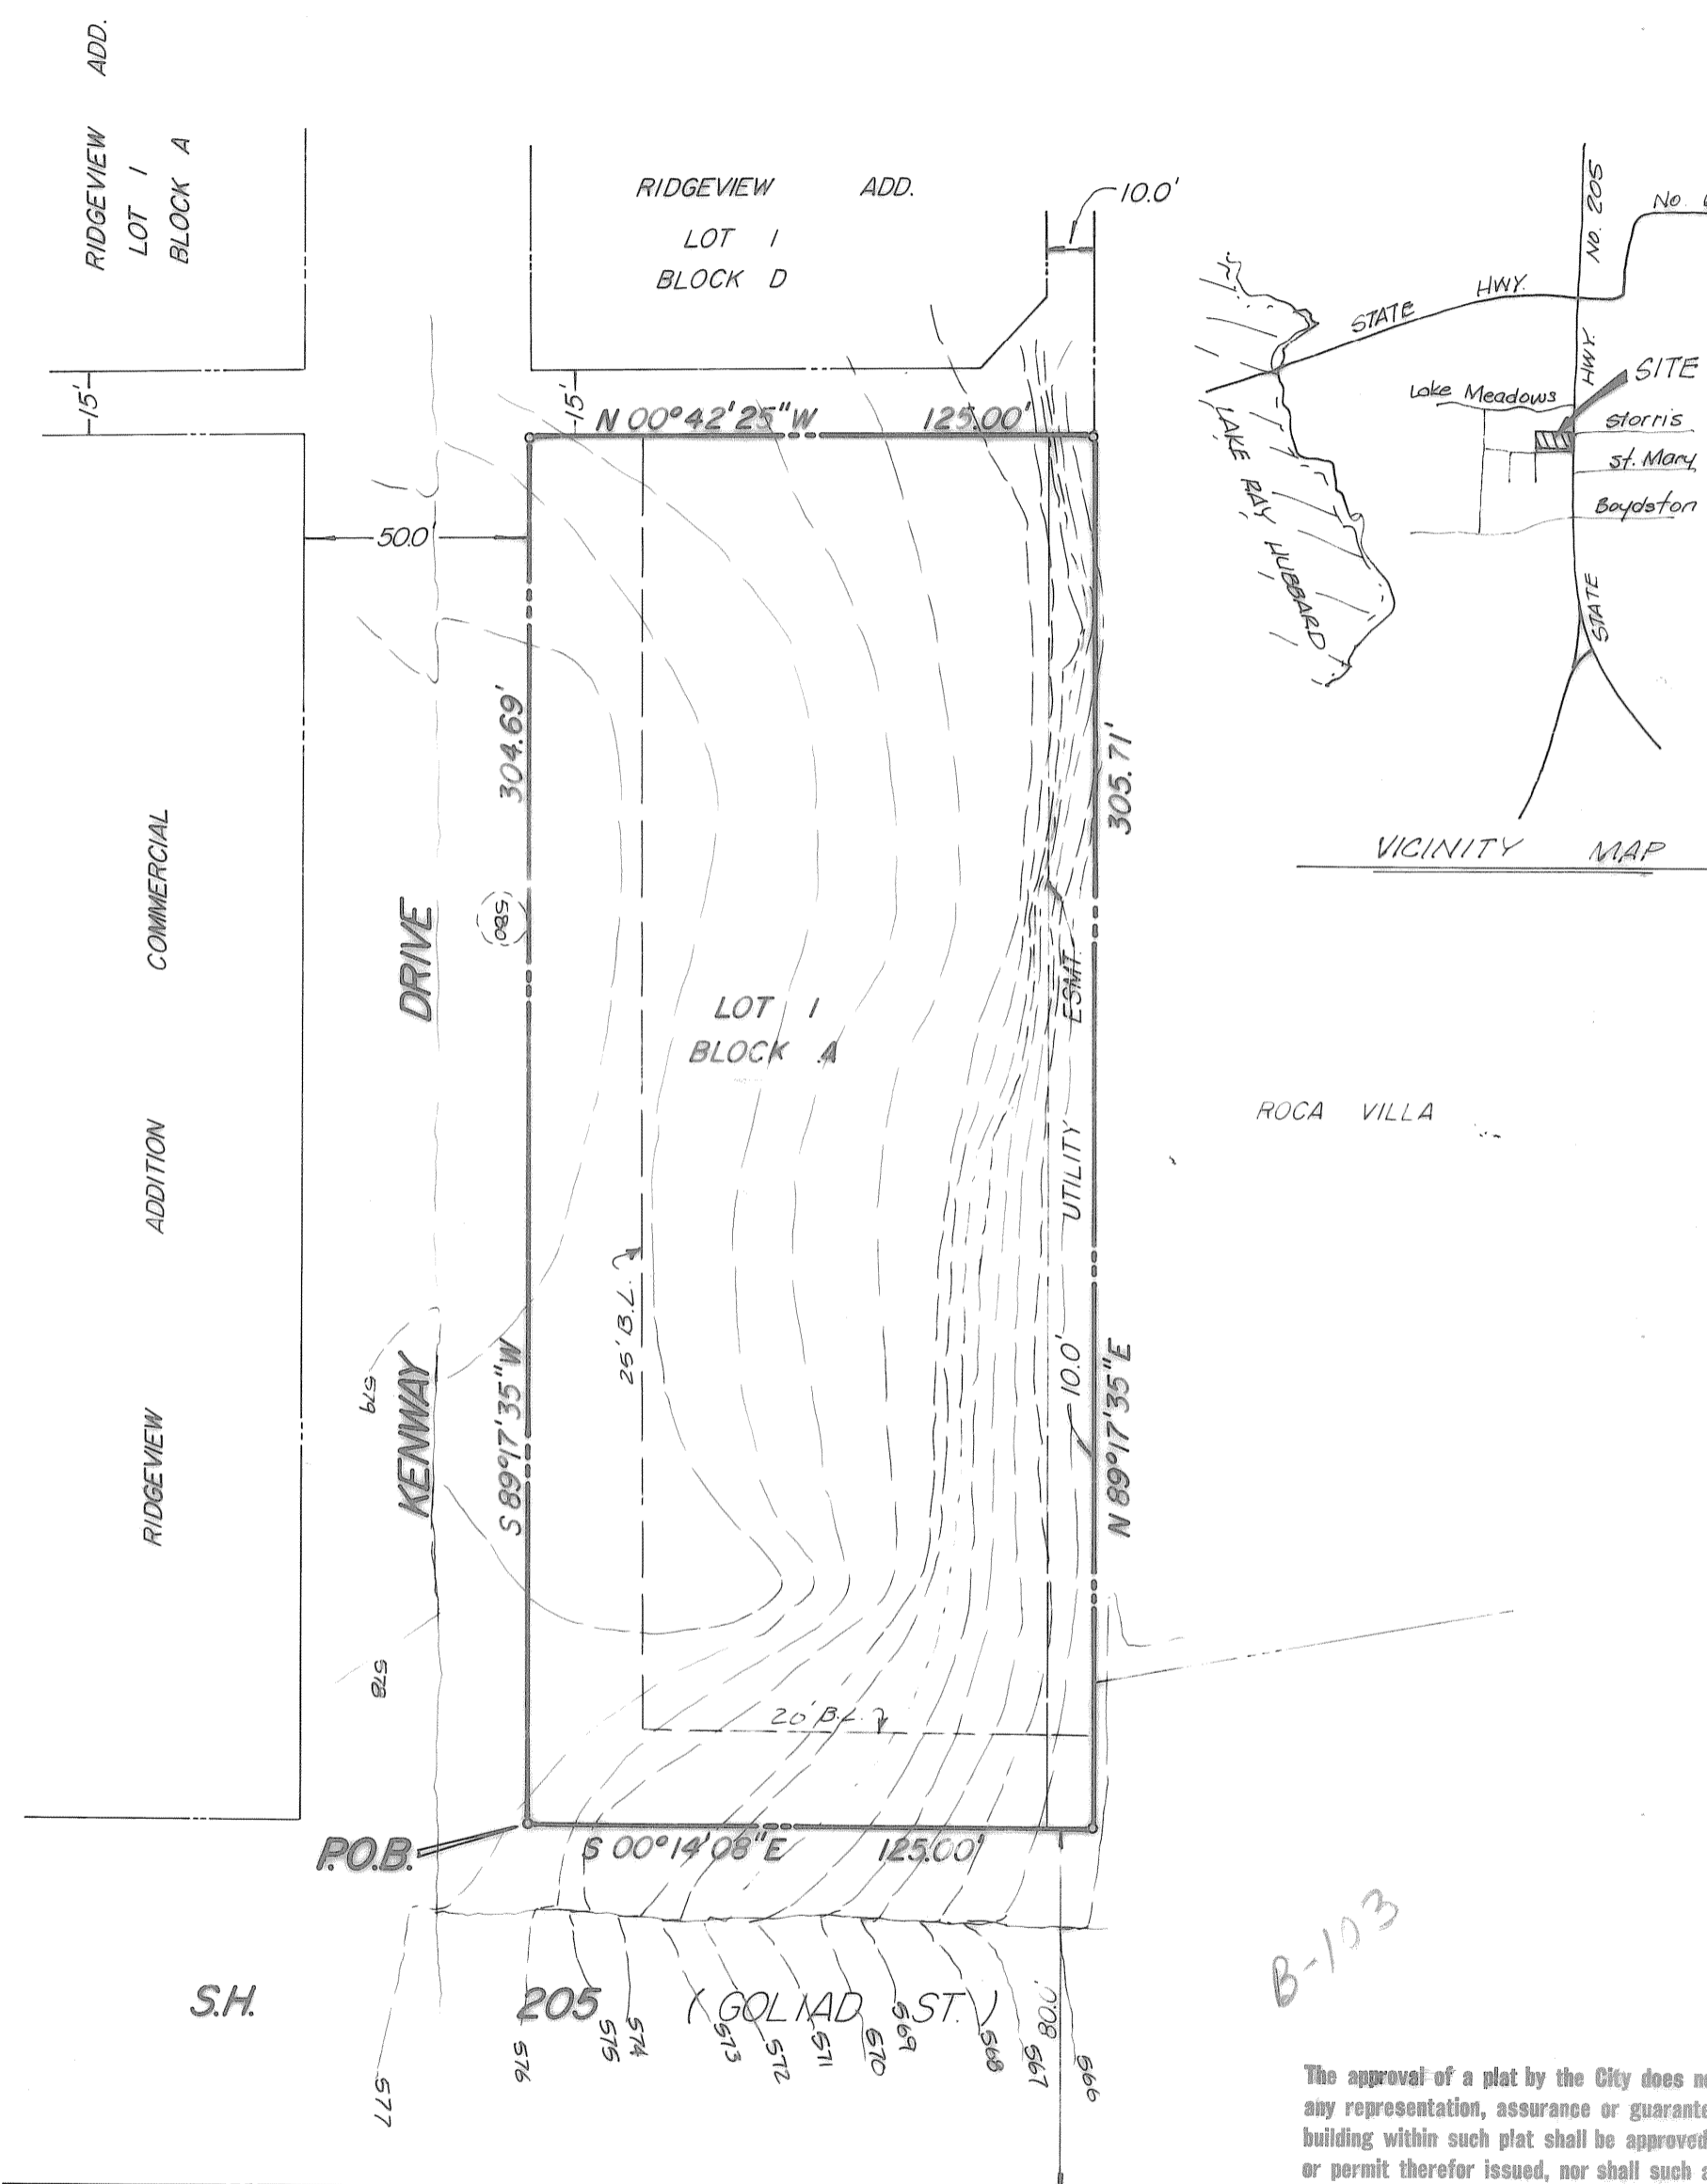 RIDGEVIEW ADD.
LOT 1
BLOCK A
RIDGEVIEW ADD.
LOT 1
BLOCK D
10.0'
15'
15'
N 00°42'25"W 125.00'
50.0'
304.69'
305.71'
580
LOT 1
BLOCK A
KENWAY DRIVE
S 89°17'35"W
N 89°17'35"E
25' B.L.
10.0' UTILITY ESMT.
20' B.L.
RIDGEVIEW ADDITION COMMERCIAL
579
578
P.O.B.
S 00°14'08"E 125.00'
S.H. 205 (GOLIAD ST.)
80.0'
577
576
575
574
573
572
571
570
569
568
567
566
ROCA VILLA
STATE HWY.
No.
STATE HWY. NO. 205
SITE
Lake Meadows
Storris
St. Mary
Boydston
LAKE RAY HUBBARD
VICINITY MAP
B-103
The approval of a plat by the City does
any representation, assurance or
building within such plat shall be approved
or permit therefor issued, nor shall such